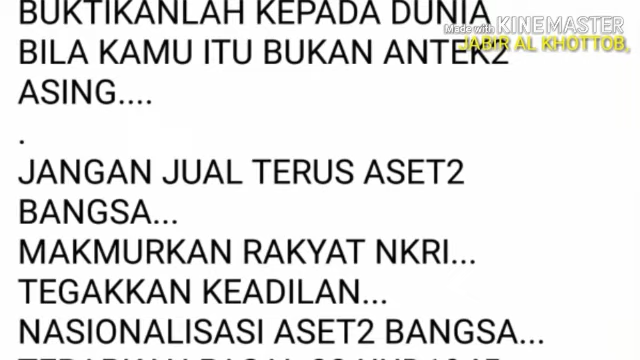 BUKTIKANLAH KEPADA DUNIA
Made with KINEMASTER
BILA KAMU ITU BUKAN ANTEK2
JABIR AL KHOTTOB,
ASING....
.
JANGAN JUAL TERUS ASET2
BANGSA...
MAKMURKAN RAKYAT NKRI...
TEGAKKAN KEADILAN...
NASIONALISASI ASET2 BANGSA...